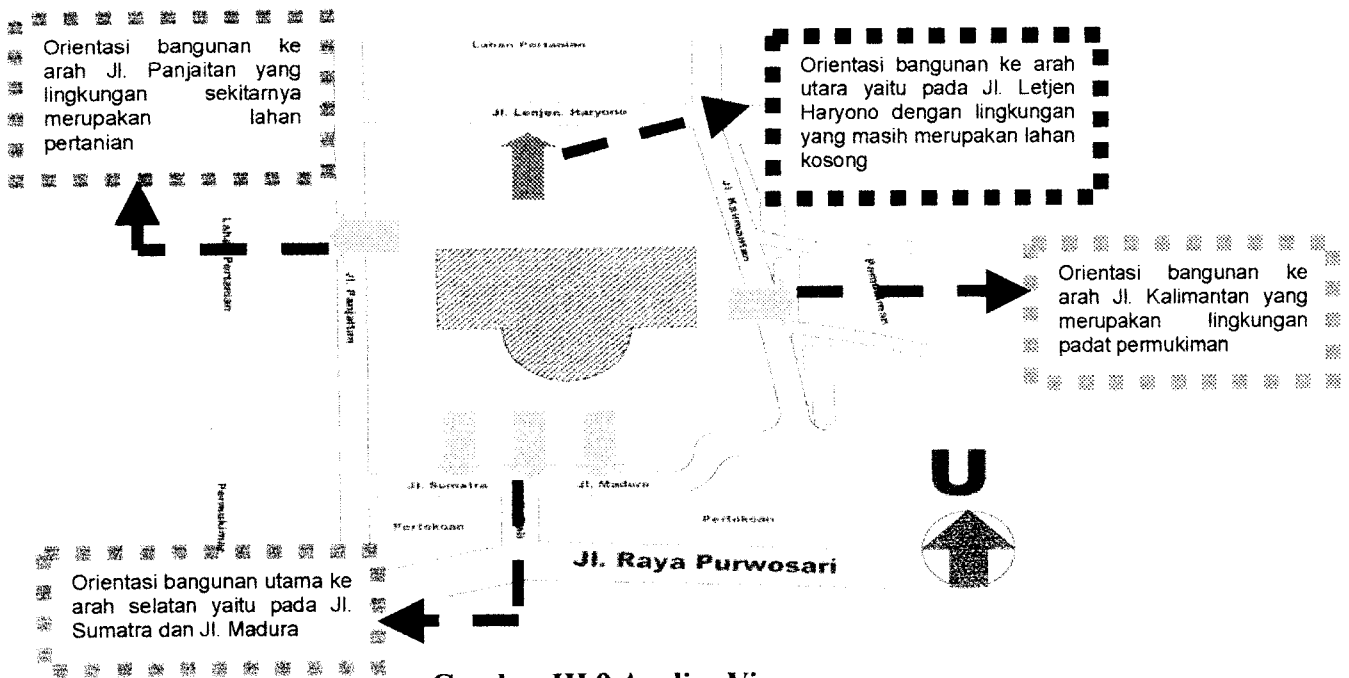 Orientasi bangunan ke
arah Jl. Panjaitan yang
lingkungan sekitarnya
merupakan lahan
pertanian
Lahan Pertanian
Jl. Lenjen. Haryono
Orientasi bangunan ke arah
utara yaitu pada Jl. Letjen
Haryono dengan lingkungan
yang masih merupakan lahan
kosong
Lahan Pertanian
Jl. Panjaitan
Jl. Kalimantan
Permukiman
Orientasi bangunan ke
arah Jl. Kalimantan yang
merupakan lingkungan
padat permukiman
Jl. Sumatra
Jl. Madura
Permukiman
Pertokoan
Pertokoan
U
Jl. Raya Purwosari
Orientasi bangunan utama ke
arah selatan yaitu pada Jl.
Sumatra dan Jl. Madura